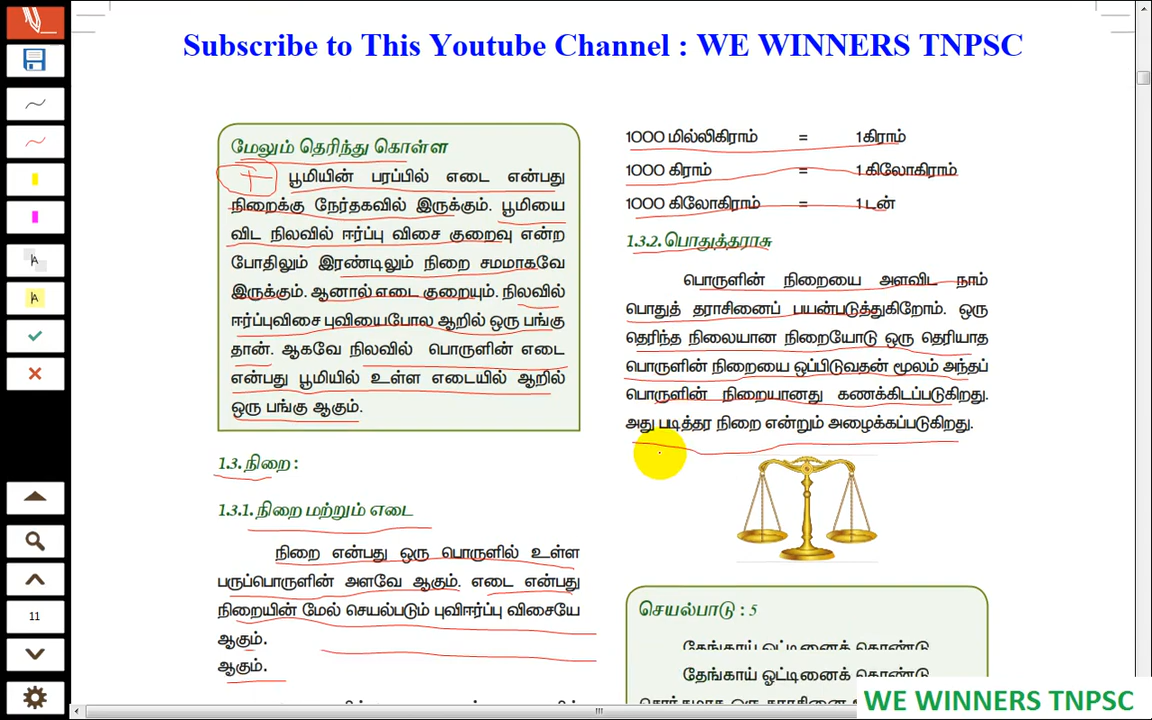 Subscribe to This Youtube Channel : WE WINNERS TNPSC
மேலும் தெரிந்து கொள்ள
பூமியின் பரப்பில் எடை என்பது
நிறைக்கு நேர்தகவில் இருக்கும். பூமியை
விட நிலவில் ஈர்ப்பு விசை குறைவு என்ற
போதிலும் இரண்டிலும் நிறை சமமாகவே
இருக்கும். ஆனால் எடை குறையும். நிலவில்
ஈர்ப்புவிசை புவியைபோல ஆறில் ஒரு பங்கு
தான். ஆகவே நிலவில் பொருளின் எடை
என்பது பூமியில் உள்ள எடையில் ஆறில்
ஒரு பங்கு ஆகும்.
1.3. நிறை :
1.3.1. நிறை மற்றும் எடை
நிறை என்பது ஒரு பொருளில் உள்ள
பருப்பொருளின் அளவே ஆகும். எடை என்பது
நிறையின் மேல் செயல்படும் புவிஈர்ப்பு விசையே
ஆகும்.
ஆகும்.
1000 மில்லிகிராம் = 1கிராம்
1000 கிராம் = 1கிலோகிராம்
1000 கிலோகிராம் = 1டன்
1.3.2. பொதுத்தராசு
பொருளின் நிறையை அளவிட நாம்
பொதுத் தராசினைப் பயன்படுத்துகிறோம். ஒரு
தெரிந்த நிலையான நிறையோடு ஒரு தெரியாத
பொருளின் நிறையை ஒப்பிடுவதன் மூலம் அந்தப்
பொருளின் நிறையானது கணக்கிடப்படுகிறது.
அது படித்தர நிறை என்றும் அழைக்கப்படுகிறது.
செயல்பாடு : 5
தேங்காய் ஓட்டினைக் கொண்டு
தேங்காய் ஓட்டினைக் கொண்டு
11
WE WINNERS TNPSC